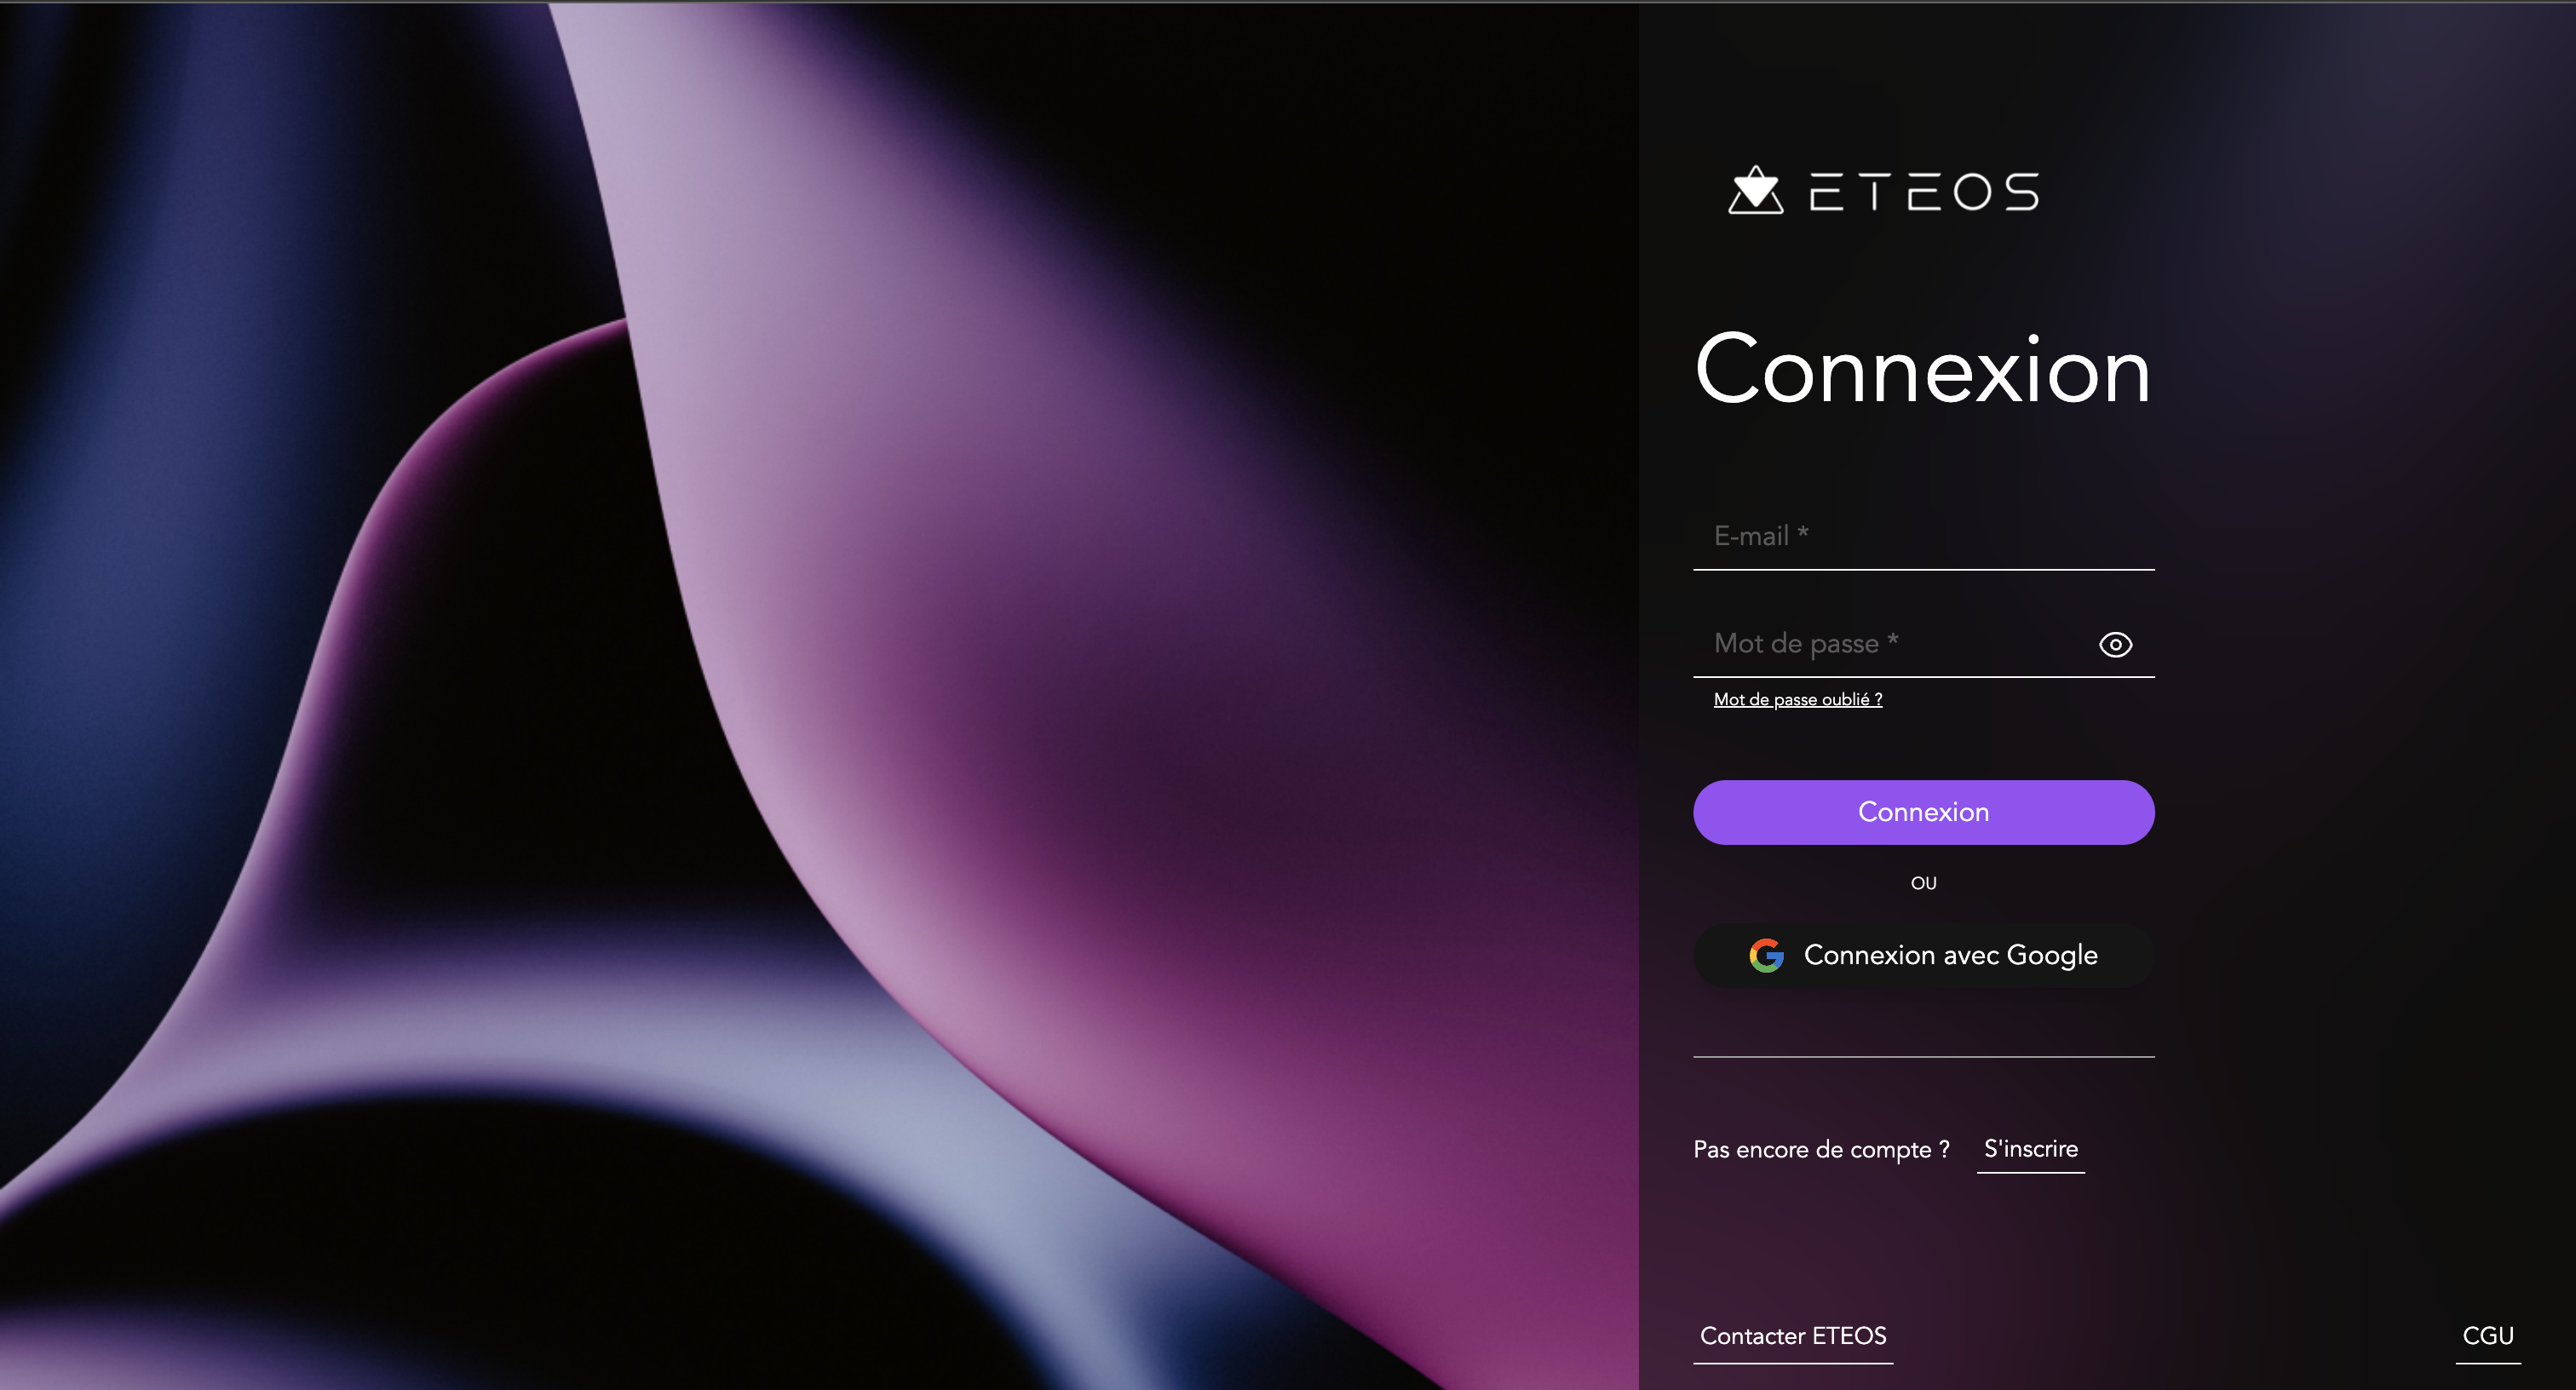 ETEOS
Connexion
E-mail *
Mot de passe *
Mot de passe oublié ?
Connexion
OU
Connexion avec Google
Pas encore de compte ? S'inscrire
Contacter ETEOS CGU